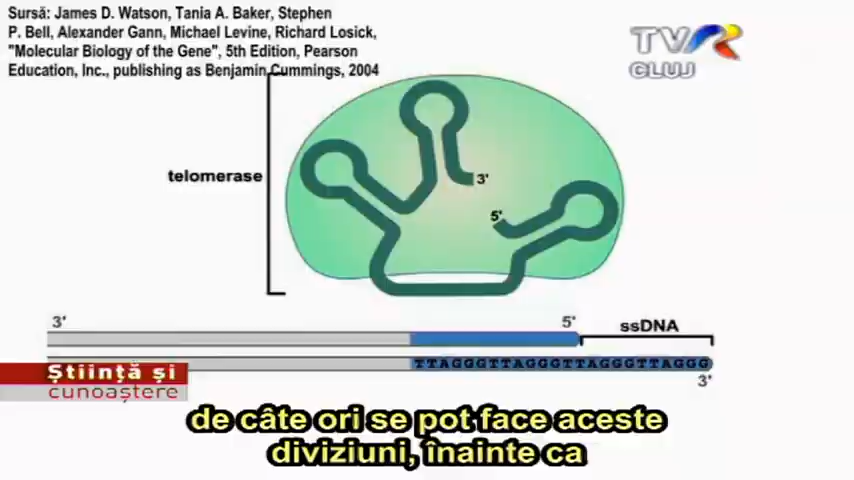 Sursă: James D. Watson, Tania A. Baker, Stephen
P. Bell, Alexander Gann, Michael Levine, Richard Losick,
"Molecular Biology of the Gene", 5th Edition, Pearson
Education, Inc., publishing as Benjamin Cummings, 2004
TVR
CLUJ
telomerase
3'
5'
3'
5'
ssDNA
TTAGGGTTAGGGTTAGGGTTAGGG
3'
Știință și
cunoaștere
de câte ori se pot face aceste
diviziuni, înainte ca